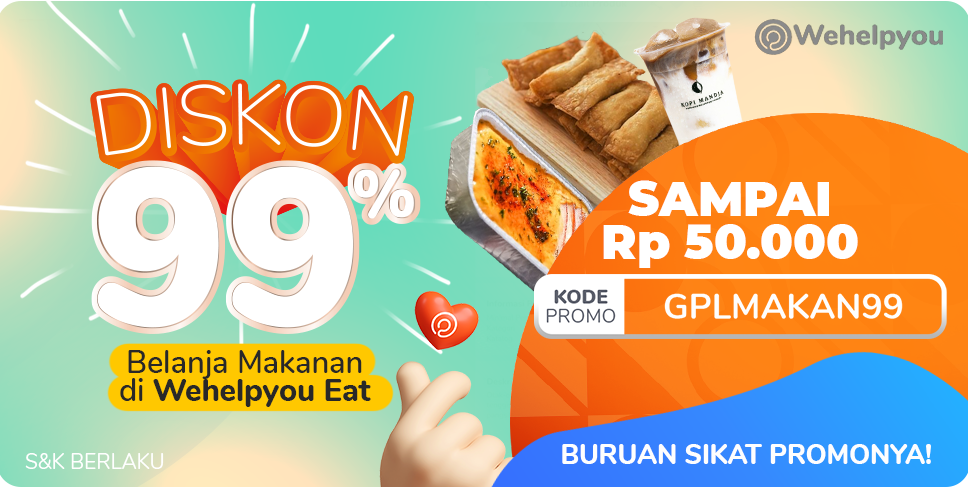 Wehelpyou
DISKON
99%
Belanja Makanan
di Wehelpyou Eat
KOPI MANDJA
SAMPAI
Rp 50.000
KODE
PROMO
GPLMAKAN99
BURUAN SIKAT PROMONYA!
S&K BERLAKU